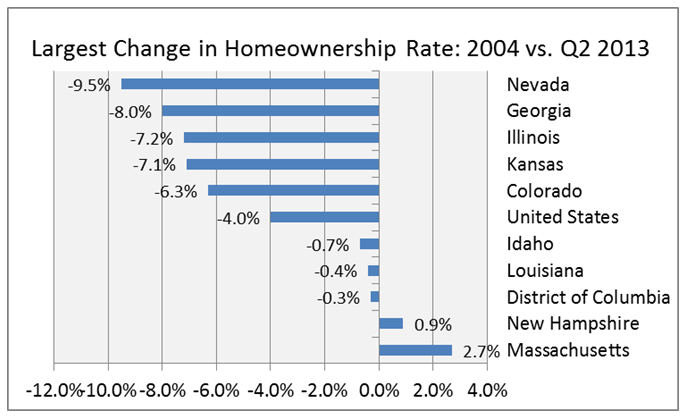 Largest Change in Homeownership Rate: 2004 vs. Q2 2013
-9.5% Nevada
-8.0% Georgia
-7.2% Illinois
-7.1% Kansas
-6.3% Colorado
-4.0% United States
-0.7% Idaho
-0.4% Louisiana
-0.3% District of Columbia
0.9% New Hampshire
2.7% Massachusetts
-12.0% -10.0% -8.0% -6.0% -4.0% -2.0% 0.0% 2.0% 4.0%